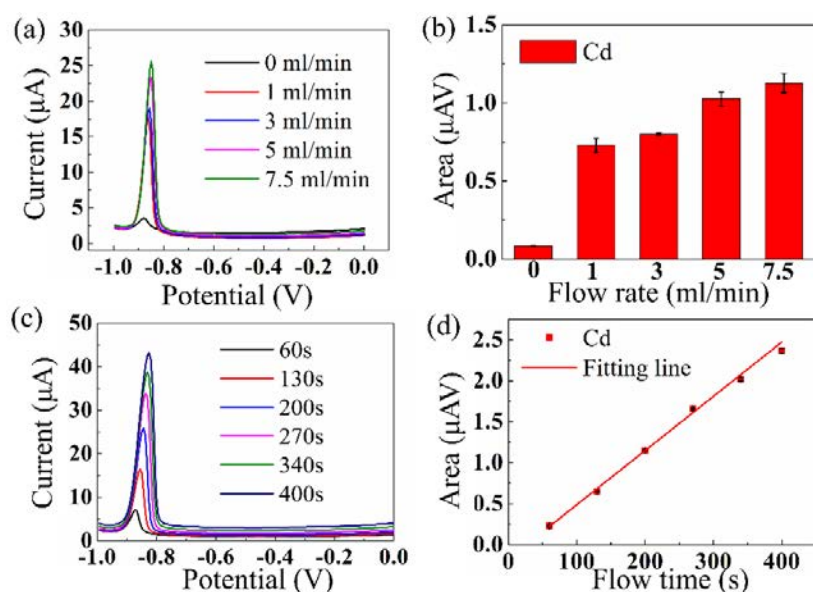 (a)
30
25
20
15
10
5
0
Current (μA)
0 ml/min
1 ml/min
3 ml/min
5 ml/min
7.5 ml/min
-1.0 -0.8 -0.6 -0.4 -0.2 0.0
Potential (V)
(b)
1.5
1.0
0.5
0.0
Area (μAV)
Cd
0 1 3 5 7.5
Flow rate (ml/min)
(c)
50
40
30
20
10
0
Current (μA)
60s
130s
200s
270s
340s
400s
-1.0 -0.8 -0.6 -0.4 -0.2 0.0
Potential (V)
(d)
2.5
2.0
1.5
1.0
0.5
0.0
Area (μAV)
Cd
Fitting line
0 100 200 300 400
Flow time (s)